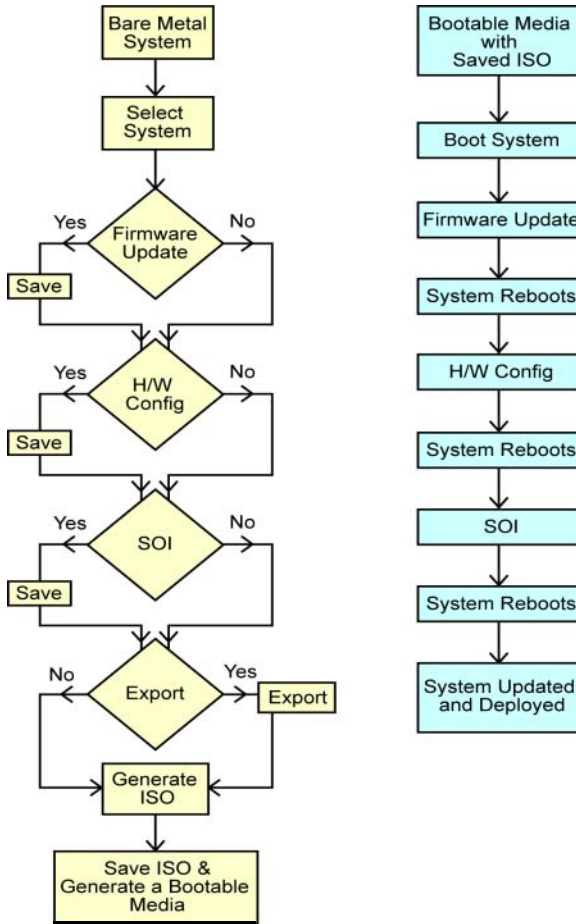 Bare Metal
System
Select
System
Yes
No
Firmware
Update
Save
Yes
No
H/W
Config
Save
Yes
No
SOI
Save
No
Yes
Export
Export
Generate
ISO
Save ISO &
Generate a Bootable
Media
Bootable Media
with
Saved ISO
Boot System
Firmware Update
System Reboots
H/W Config
System Reboots
SOI
System Reboots
System Updated
and Deployed